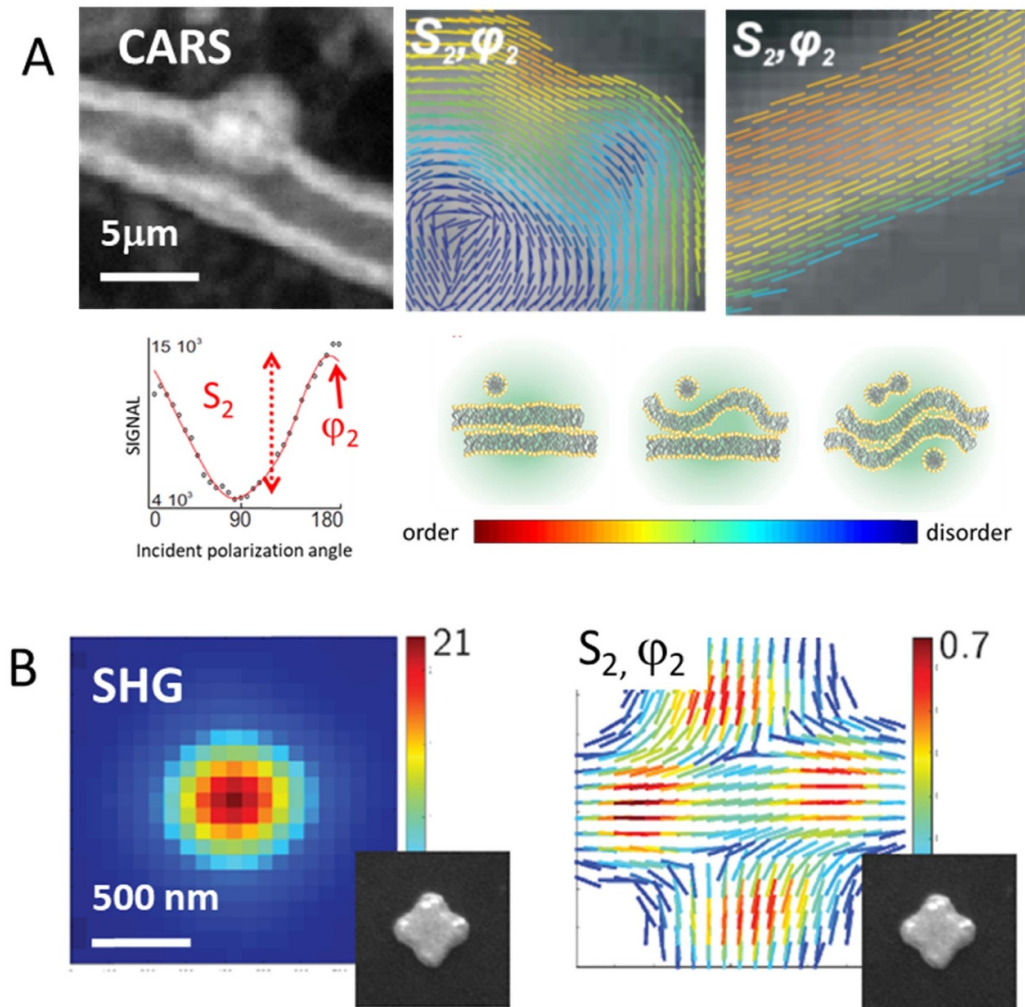 A
CARS
5μm
S₂,φ₂
S₂,φ₂
15 10³
S₂
φ₂
SIGNAL
4 10³
0
90
180
Incident polarization angle
order
disorder
B
SHG
21
500 nm
S₂, φ₂
0.7